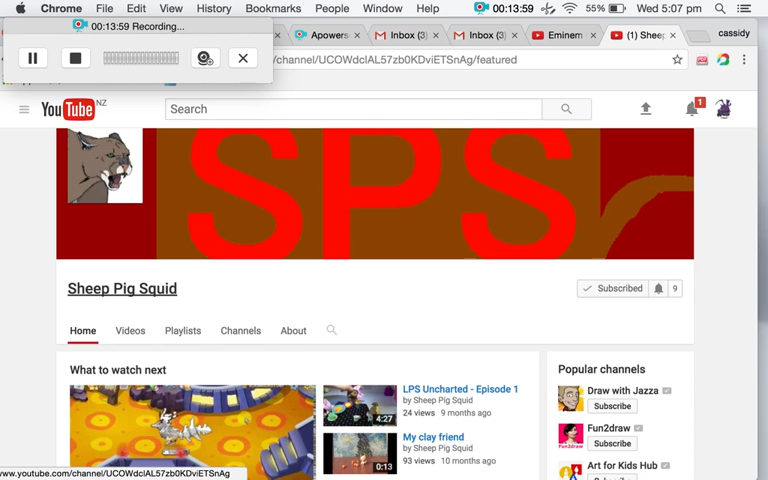 Chrome File Edit View History Bookmarks People Window 00:13:59 55% Wed 5:07 pm
00:13:59 Recording...
Apowers Inbox (3) Inbox (3) Eminem (1) Sheep cassidy
/channel/UCOWdclAL57zb0KDviETSnAg/featured
YouTube NZ Search 1
SPS
Sheep Pig Squid Subscribed 9
Home Videos Playlists Channels About
What to watch next
LPS Uncharted - Episode 1
by Sheep Pig Squid
24 views 9 months ago
4:27
My clay friend
by Sheep Pig Squid
93 views 10 months ago
0:13
Popular channels
Draw with Jazza
Subscribe
Fun2draw
Subscribe
Art for Kids Hub
www.youtube.com/channel/UCOWdclAL57zb0KDviETSnAg